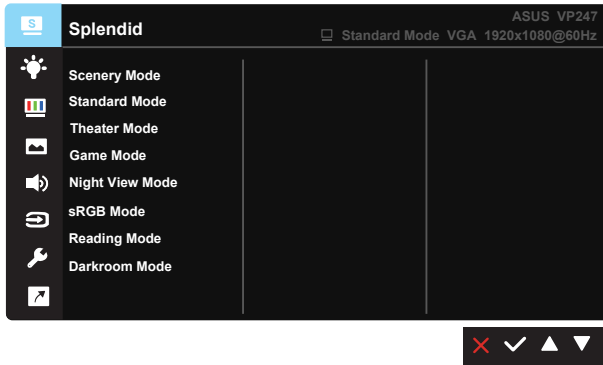 S
Splendid
ASUS VP247
Standard Mode VGA 1920x1080@60Hz
Scenery Mode
Standard Mode
Theater Mode
Game Mode
Night View Mode
sRGB Mode
Reading Mode
Darkroom Mode